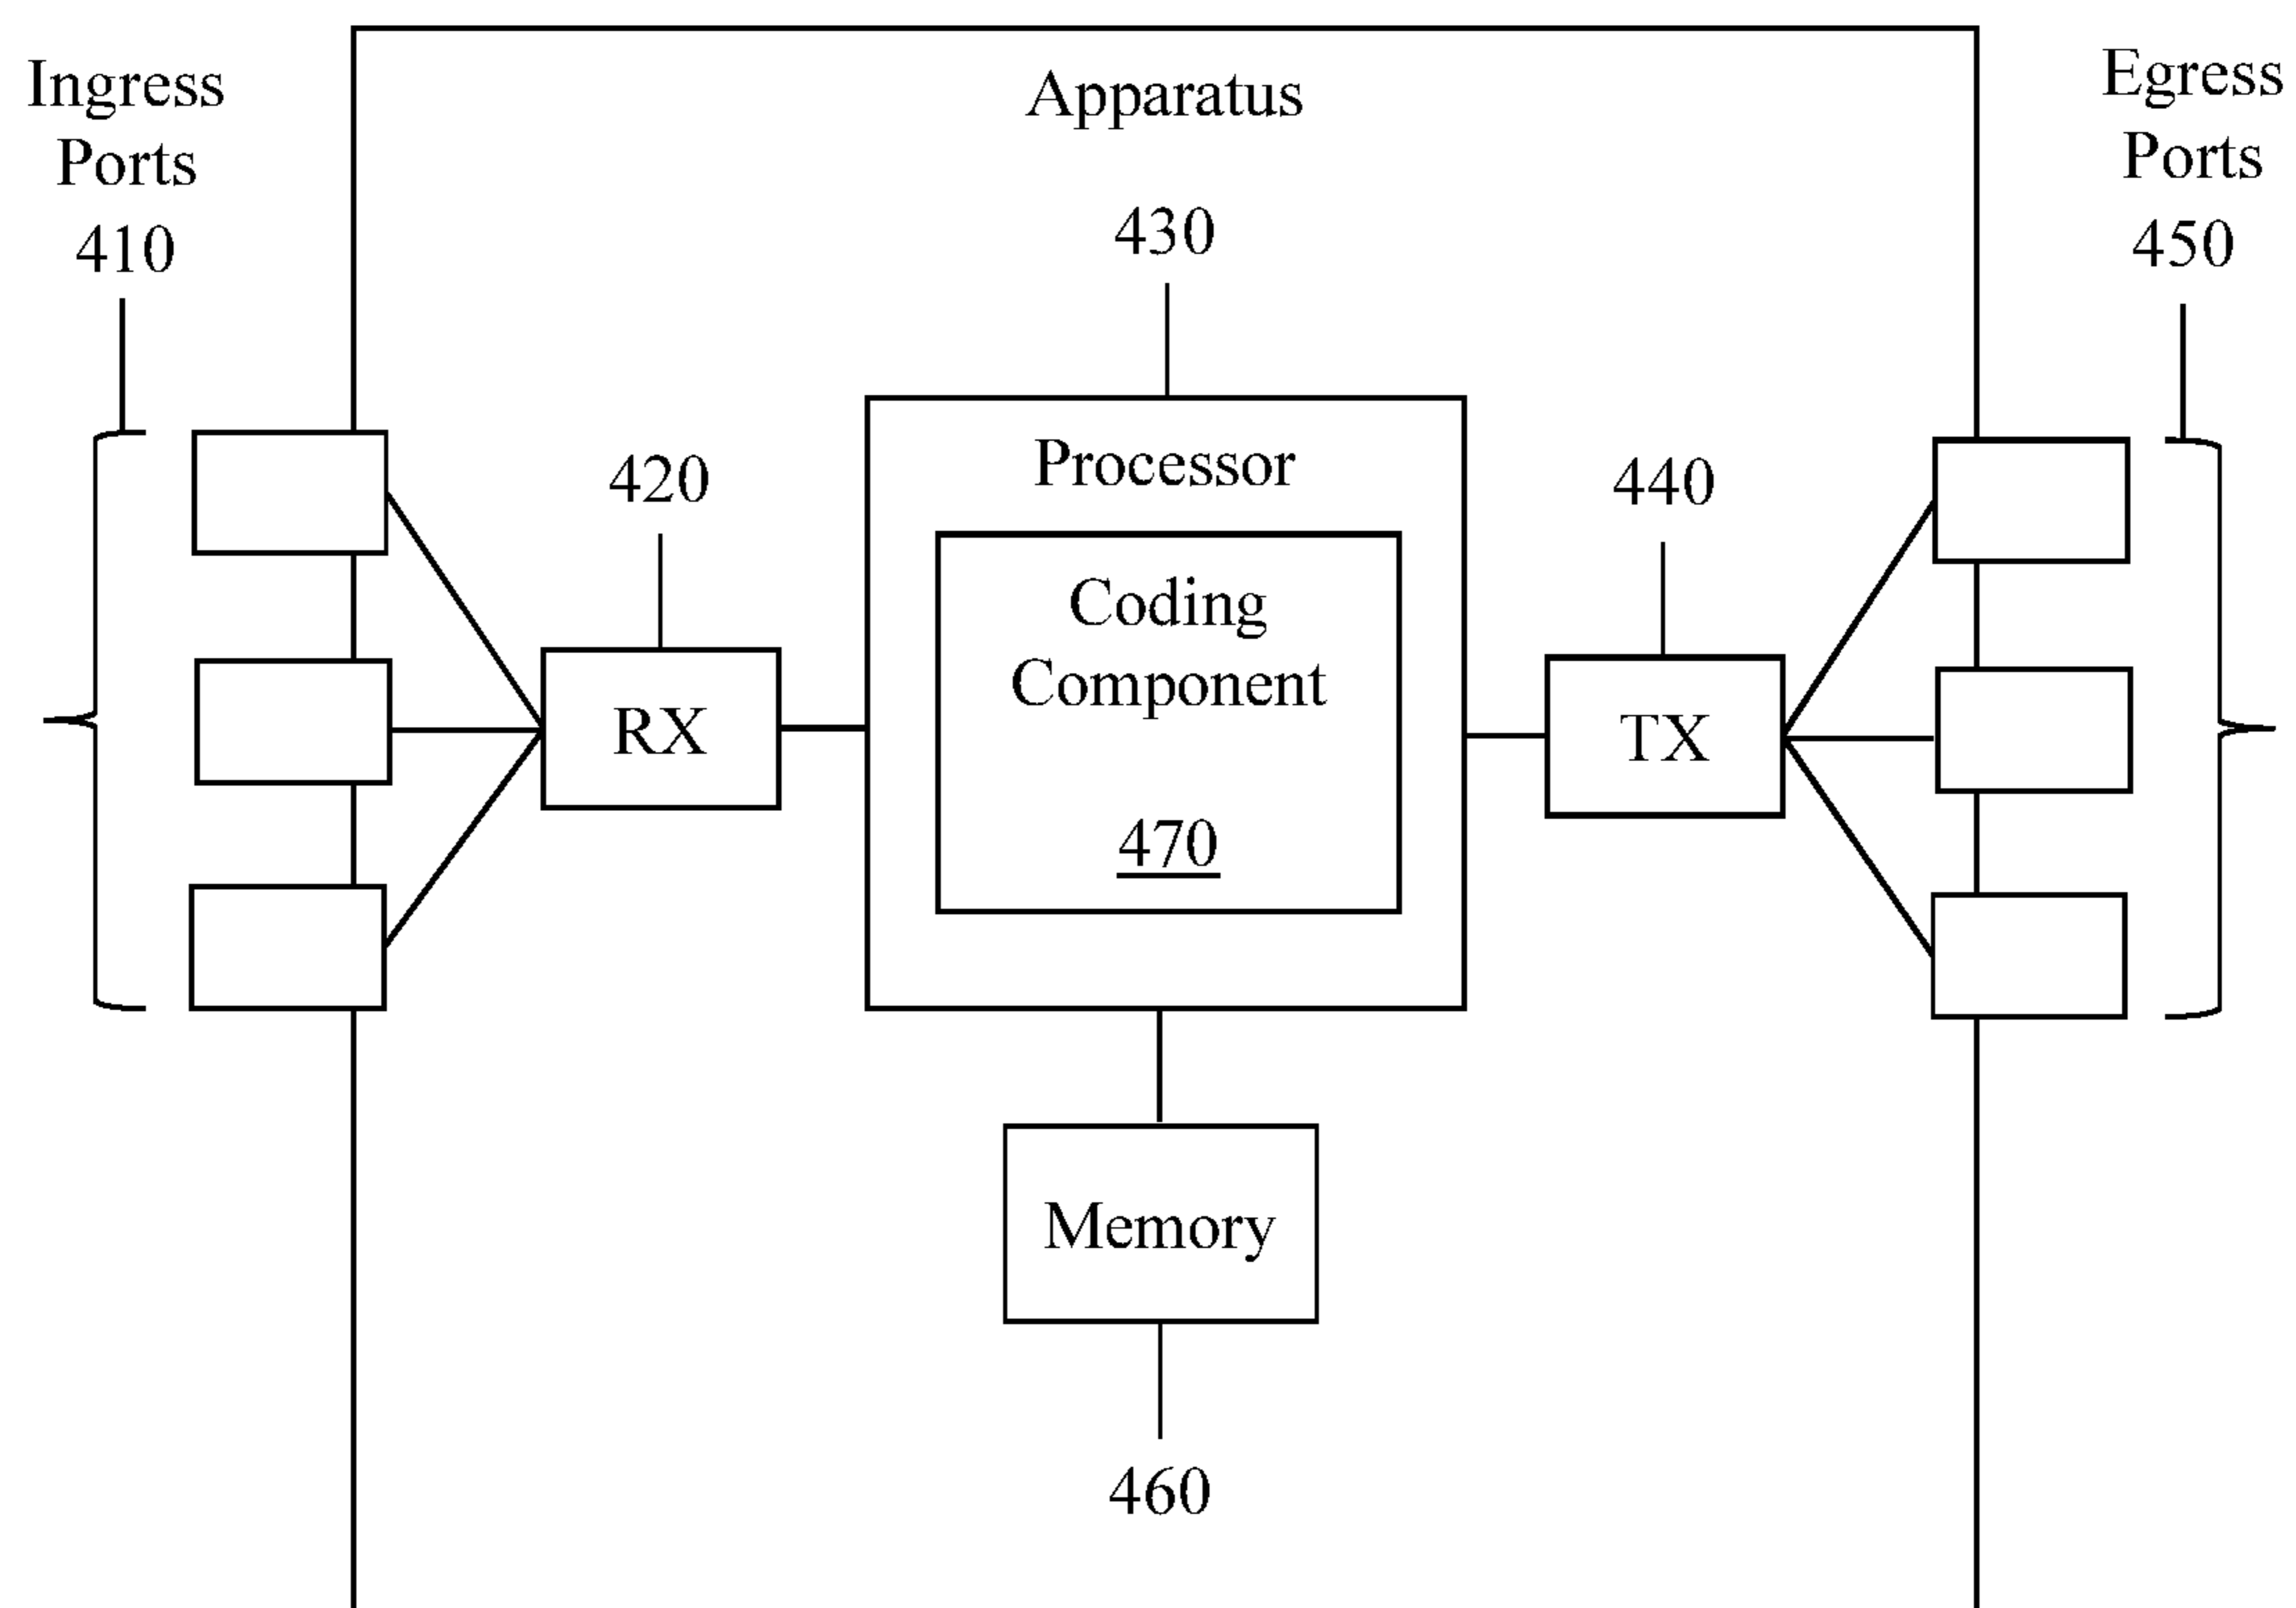 Ingress
Ports
410
Apparatus
430
Egress
Ports
450
420
Processor
440
Coding
Component
RX
TX
470
Memory
460